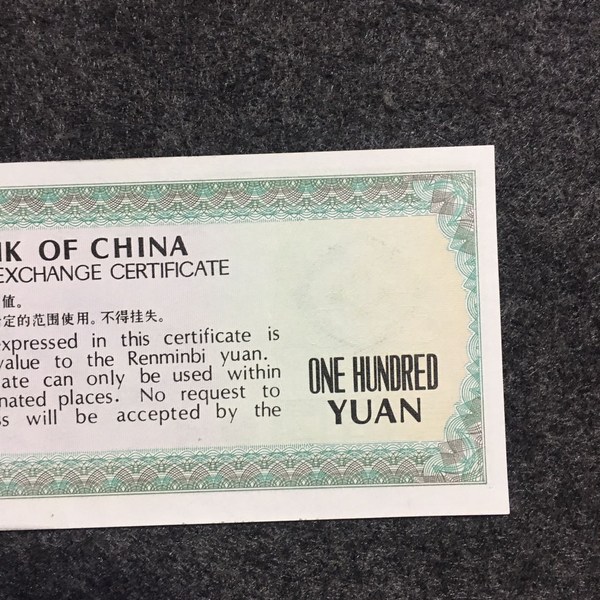 NK OF CHINA
EXCHANGE CERTIFICATE
值。
定的范围使用。不得挂失。
expressed in this certificate is
value to the Renminbi yuan.
ate can only be used within
nated places. No request to
ss will be accepted by the
ONE HUNDRED
YUAN